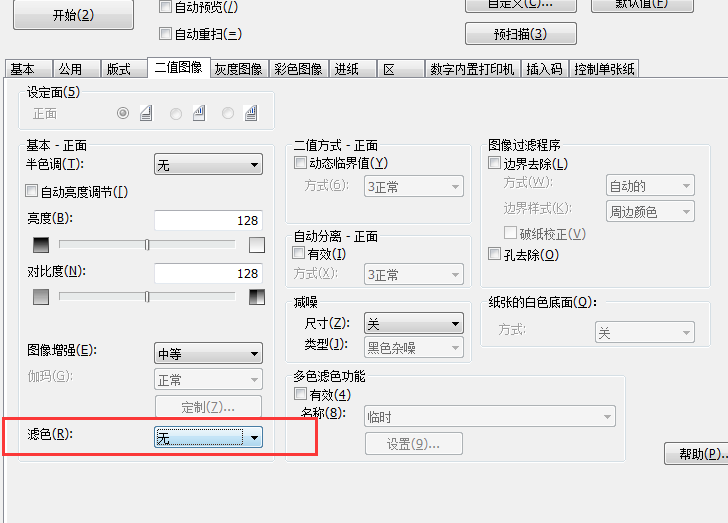 开始(2)
自动预览(/)
自动重扫(=)
自定义(C)...
默认值(F)
预扫描(3)
基本 公用 版式 二值图像 灰度图像 彩色图像 进纸 区 数字内置打印机 插入码 控制单张纸
设定面(5)
正面
基本 - 正面
半色调(T): 无
自动亮度调节([)
亮度(B): 128
对比度(N): 128
图像增强(E): 中等
伽玛(G): 正常
定制(7)...
滤色(R): 无
二值方式 - 正面
动态临界值(Y)
方式(6): 3正常
自动分离 - 正面
有效(I)
方式(X): 3正常
减噪
尺寸(Z): 关
类型(J): 黑色杂噪
多色滤色功能
有效(4)
名称(8): 临时
设置(9)...
图像过滤程序
边界去除(L)
方式(W): 自动的
边界样式(K): 周边颜色
破纸校正(V)
孔去除(O)
纸张的白色底面(Q):
方式: 关
帮助(P)...